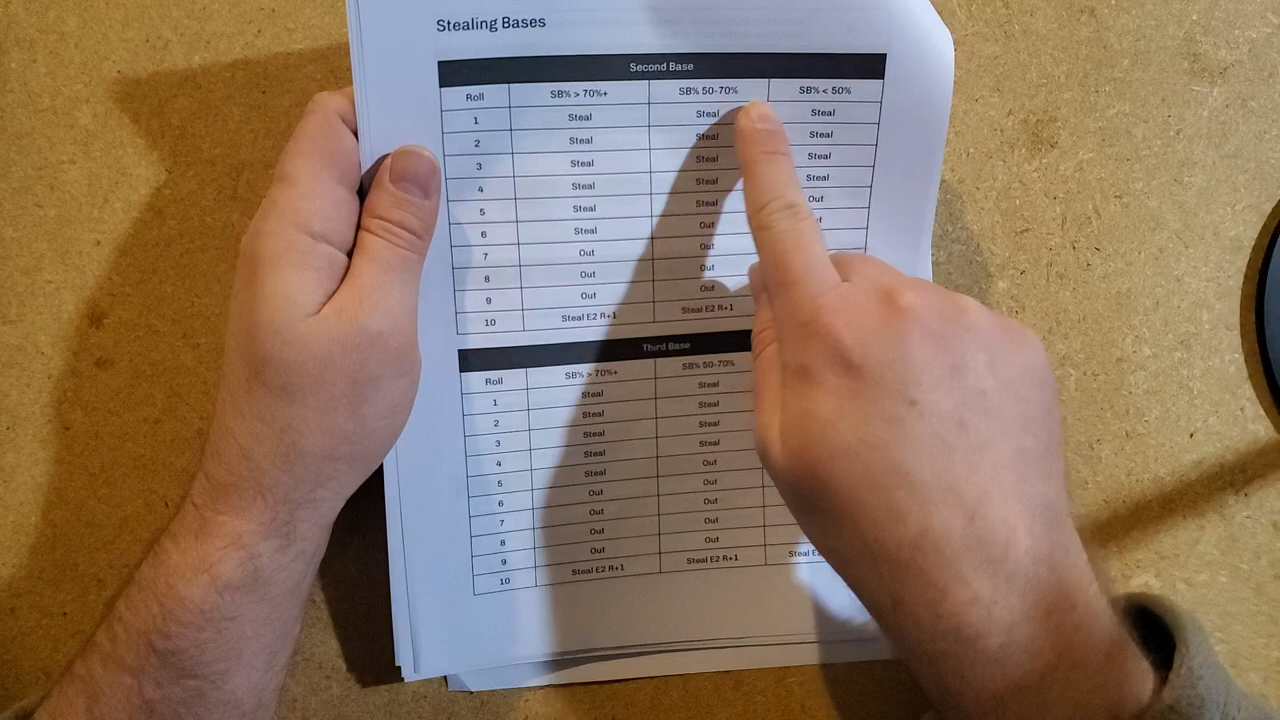 Stealing Bases
Second Base
Roll SB% > 70%+ SB% 50-70% SB% < 50%
1 Steal Steal Steal
2 Steal Steal Steal
3 Steal Steal Steal
4 Steal Steal Steal
5 Steal Steal Out
6 Steal Out
7 Out Out
8 Out Out
9 Out Out
10 Steal E2 R+1 Steal E2 R+1
Third Base
Roll SB% > 70%+ SB% 50-70%
1 Steal Steal
2 Steal Steal
3 Steal Steal
4 Steal Steal
5 Steal Out
6 Out Out
7 Out Out
8 Out Out
9 Out Out
10 Steal E2 R+1 Steal E2 R+1 Steal